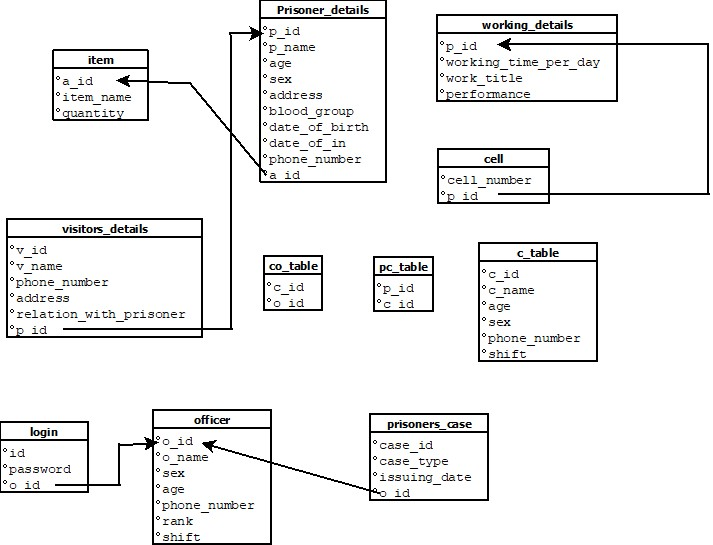 Prisoner_details
p_id
p_name
age
sex
address
blood_group
date_of_birth
date_of_in
phone_number
a_id
working_details
p_id
working_time_per_day
work_title
performance
item
a_id
item_name
quantity
cell
cell_number
p_id
visitors_details
v_id
v_name
phone_number
address
relation_with_prisoner
p_id
co_table
c_id
o_id
pc_table
p_id
c_id
c_table
c_id
c_name
age
sex
phone_number
shift
login
id
password
o_id
officer
o_id
o_name
sex
age
phone_number
rank
shift
prisoners_case
case_id
case_type
issuing_date
o_id